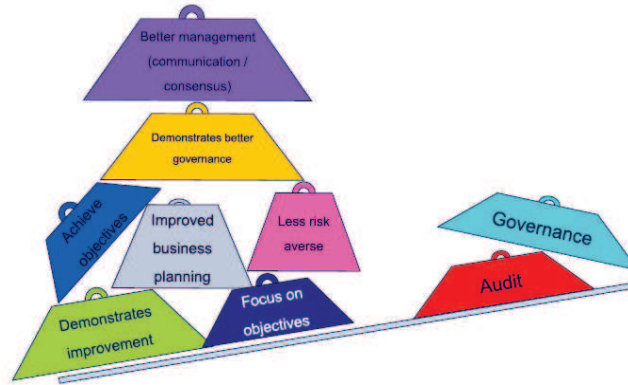 Better management
(communication /
consensus)
Demonstrates better
governance
Achieve
objectives
Improved
business
planning
Less risk
averse
Governance
Demonstrates
improvement
Focus on
objectives
Audit